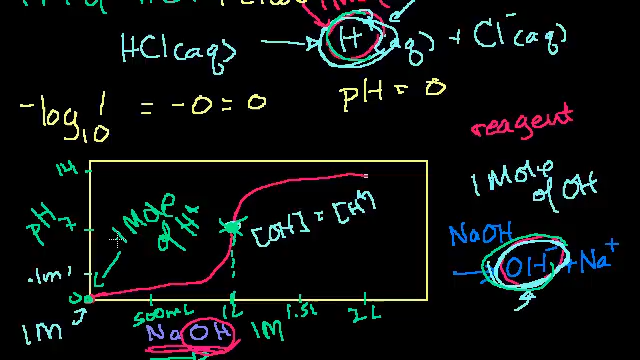 HCl(aq) → H⁺(aq) + Cl⁻(aq)
-log₁₀ 1 = -0 = 0
pH = 0
reagent
1 Mole
of OH
14
1 Mole
of H⁺
pH 7
[OH] = [H⁺]
NaOH
→ OH⁻ + Na⁺
.1M
0
500mL 1L 1.5L 2L
1M
NaOH 1M